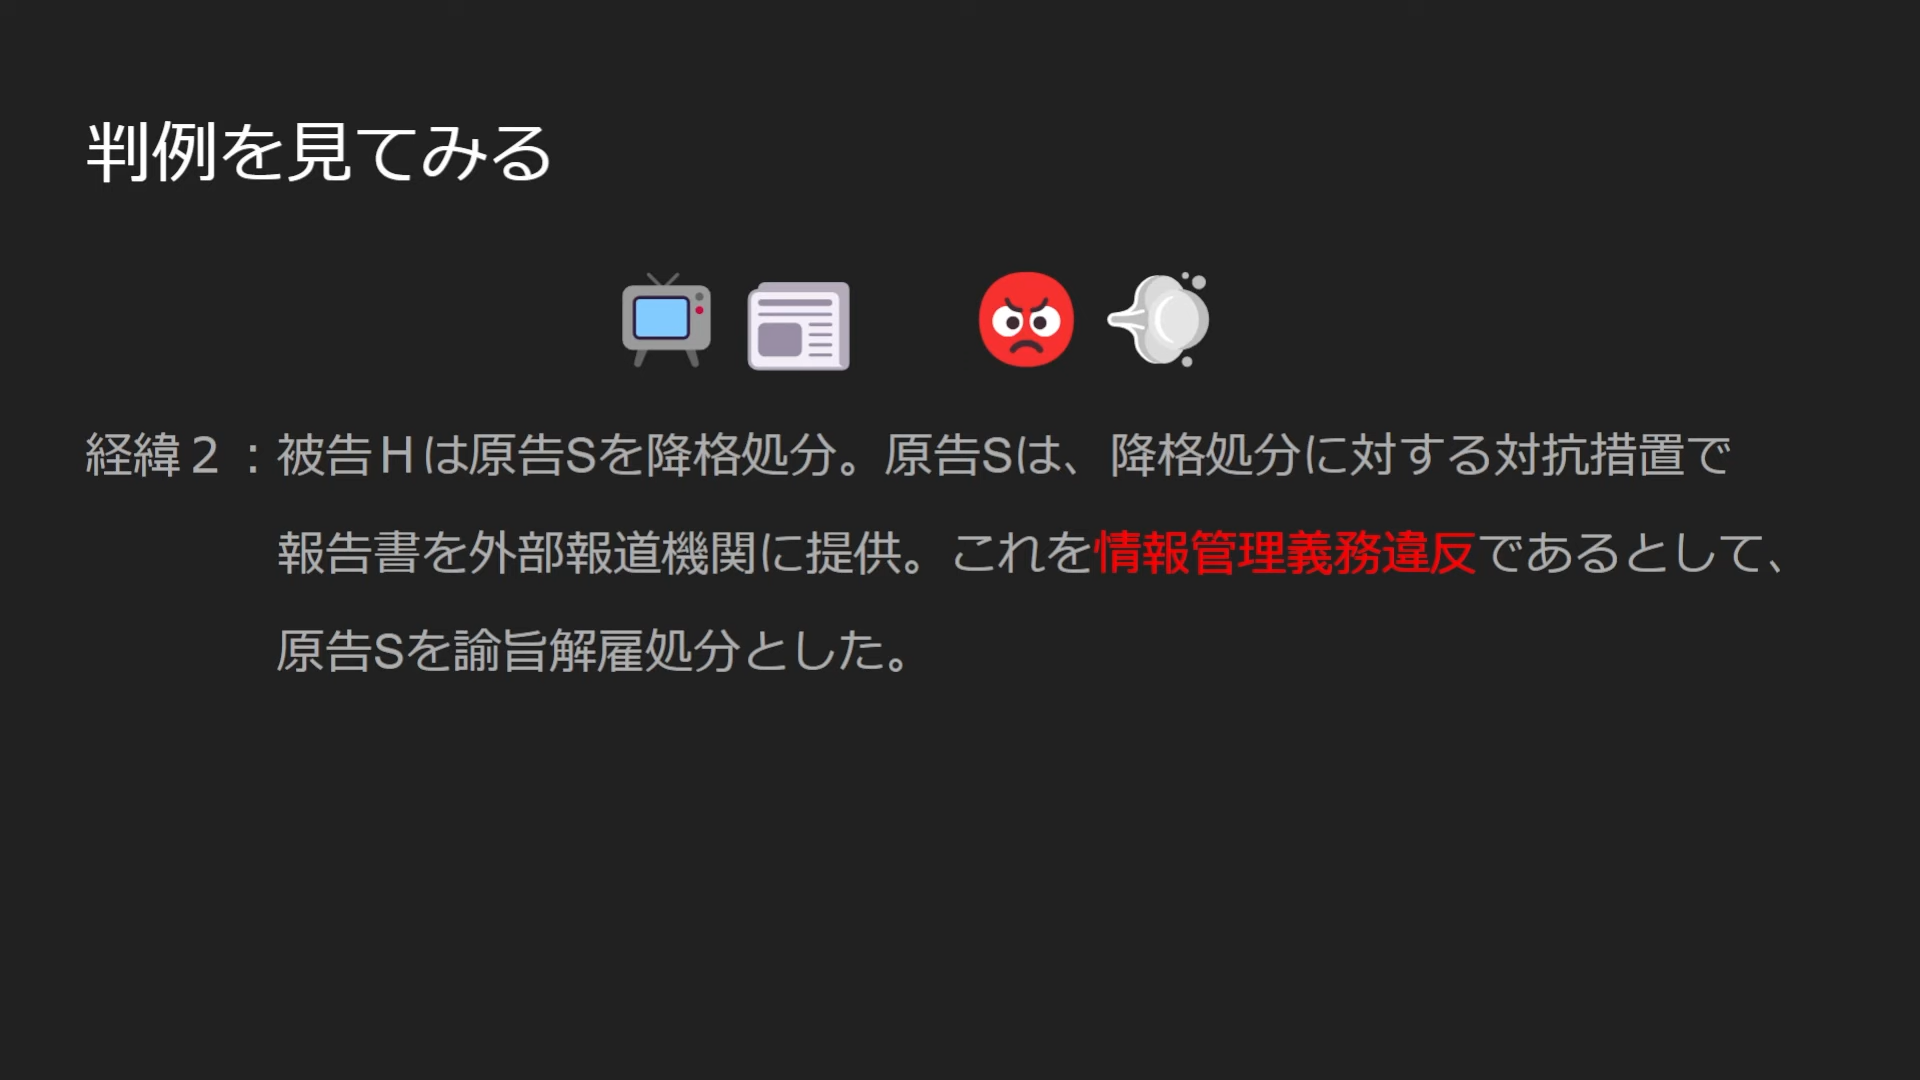 判例を見てみる
経緯２：被告Ｈは原告Sを降格処分。原告Sは、降格処分に対する対抗措置で
報告書を外部報道機関に提供。これを情報管理義務違反であるとして、
原告Sを諭旨解雇処分とした。